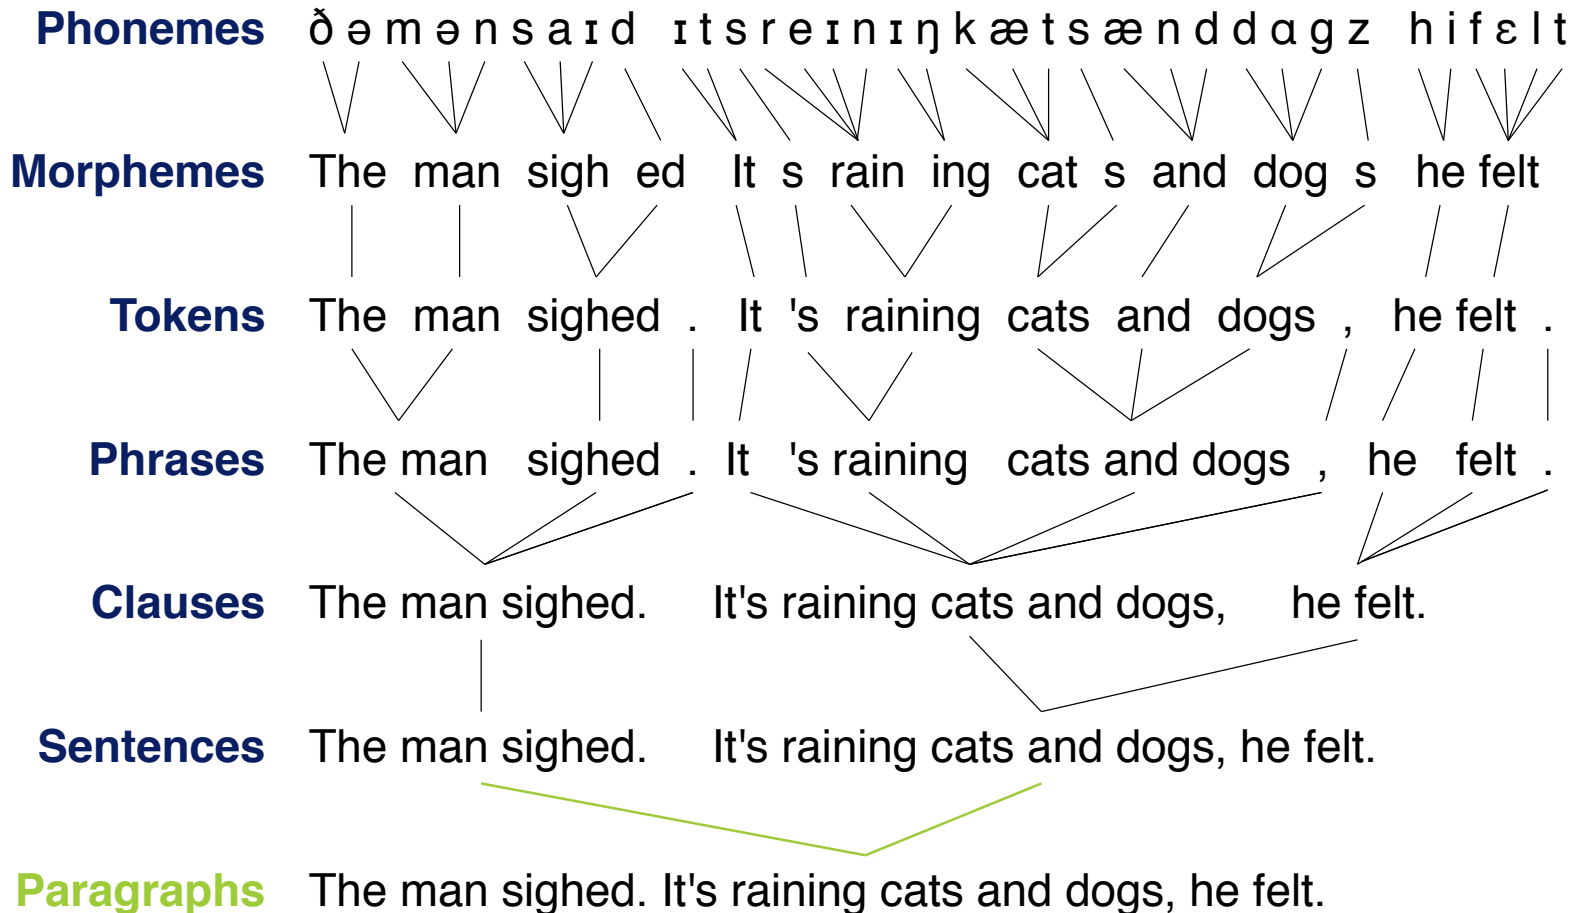 Phonemes ð ə m ə n s a ɪ d ɪ t s r e ɪ n ɪ ŋ k æ t s æ n d d ɑ g z h i f ɛ l t
Morphemes The man sigh ed It s rain ing cat s and dog s he felt
Tokens The man sighed . It 's raining cats and dogs , he felt .
Phrases The man sighed . It 's raining cats and dogs , he felt .
Clauses The man sighed. It's raining cats and dogs, he felt.
Sentences The man sighed. It's raining cats and dogs, he felt.
Paragraphs The man sighed. It's raining cats and dogs, he felt.